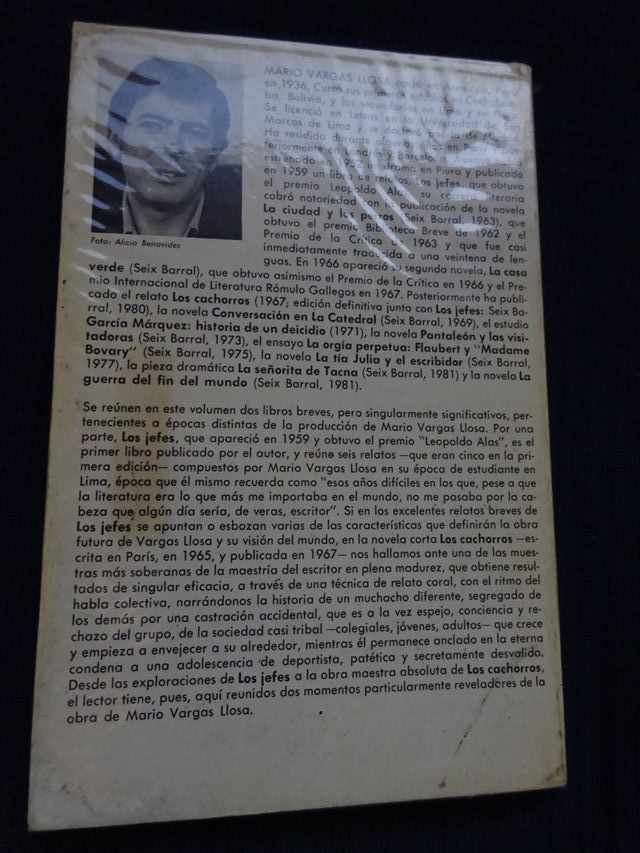 MARIO VARGAS LLOSA nació en Arequipa, Perú,
en 1936. Cursó sus primeros estudios en Cochabam-
ba, Bolivia, y los secundarios en Lima y en Piura.
Se licenció en Letras en la Universidad de San
Marcos de Lima y se doctoró por la de Madrid.
Ha residido durante algunos años en París y pos-
teriormente en Londres y Barcelona. Aunque había
estrenado en 1952 un drama en Piura y publicado
en 1959 un libro de relatos, Los jefes, que obtuvo
el premio Leopoldo Alas, su carrera literaria
cobró notoriedad con la publicación de la novela
La ciudad y los perros (Seix Barral, 1963), que
obtuvo el premio Biblioteca Breve de 1962 y el
Premio de la Crítica de 1963 y que fue casi
inmediatamente traducida a una veintena de len-
guas. En 1966 apareció su segunda novela, La casa
Foto: Alicia Benavides
verde (Seix Barral), que obtuvo asimismo el Premio de la Crítica en 1966 y el Pre-
mio Internacional de Literatura Rómulo Gallegos en 1967. Posteriormente ha publi-
cado el relato Los cachorros (1967; edición definitiva junto con Los jefes: Seix Ba-
rral, 1980), la novela Conversación en La Catedral (Seix Barral, 1969), el estudio
García Márquez: historia de un deicidio (1971), la novela Pantaleón y las visi-
tadoras (Seix Barral, 1973), el ensayo La orgía perpetua: Flaubert y "Madame
Bovary" (Seix Barral, 1975), la novela La tía Julia y el escribidor (Seix Barral,
1977), la pieza dramática La señorita de Tacna (Seix Barral, 1981) y la novela La
guerra del fin del mundo (Seix Barral, 1981).
Se reúnen en este volumen dos libros breves, pero singularmente significativos, per-
tenecientes a épocas distintas de la producción de Mario Vargas Llosa. Por una
parte, Los jefes, que apareció en 1959 y obtuvo el premio "Leopoldo Alas", es el
primer libro publicado por el autor, y reúne seis relatos —que eran cinco en la pri-
mera edición— compuestos por Mario Vargas Llosa en su época de estudiante en
Lima, época que él mismo recuerda como "esos años difíciles en los que, pese a que
la literatura era lo que más me importaba en el mundo, no me pasaba por la ca-
beza que algún día sería, de veras, escritor". Si en los excelentes relatos breves de
Los jefes se apuntan o esbozan varias de las características que definirán la obra
futura de Vargas Llosa y su visión del mundo, en la novela corta Los cachorros —es-
crita en París, en 1965, y publicada en 1967— nos hallamos ante una de las mues-
tras más soberanas de la maestría del escritor en plena madurez, que obtiene resul-
tados de singular eficacia, a través de una técnica de relato coral, con el ritmo del
habla colectiva, narrándonos la historia de un muchacho diferente, segregado de
los demás por una castración accidental, que es a la vez espejo, conciencia y re-
chazo del grupo, de la sociedad casi tribal —colegiales, jóvenes, adultos— que crece
y empieza a envejecer a su alrededor, mientras él permanece anclado en la eterna
condena a una adolescencia de deportista, patética y secretamente desvalido.
Desde las exploraciones de Los jefes a la obra maestra absoluta de Los cachorros,
el lector tiene, pues, aquí reunidos dos momentos particularmente reveladores de la
obra de Mario Vargas Llosa.